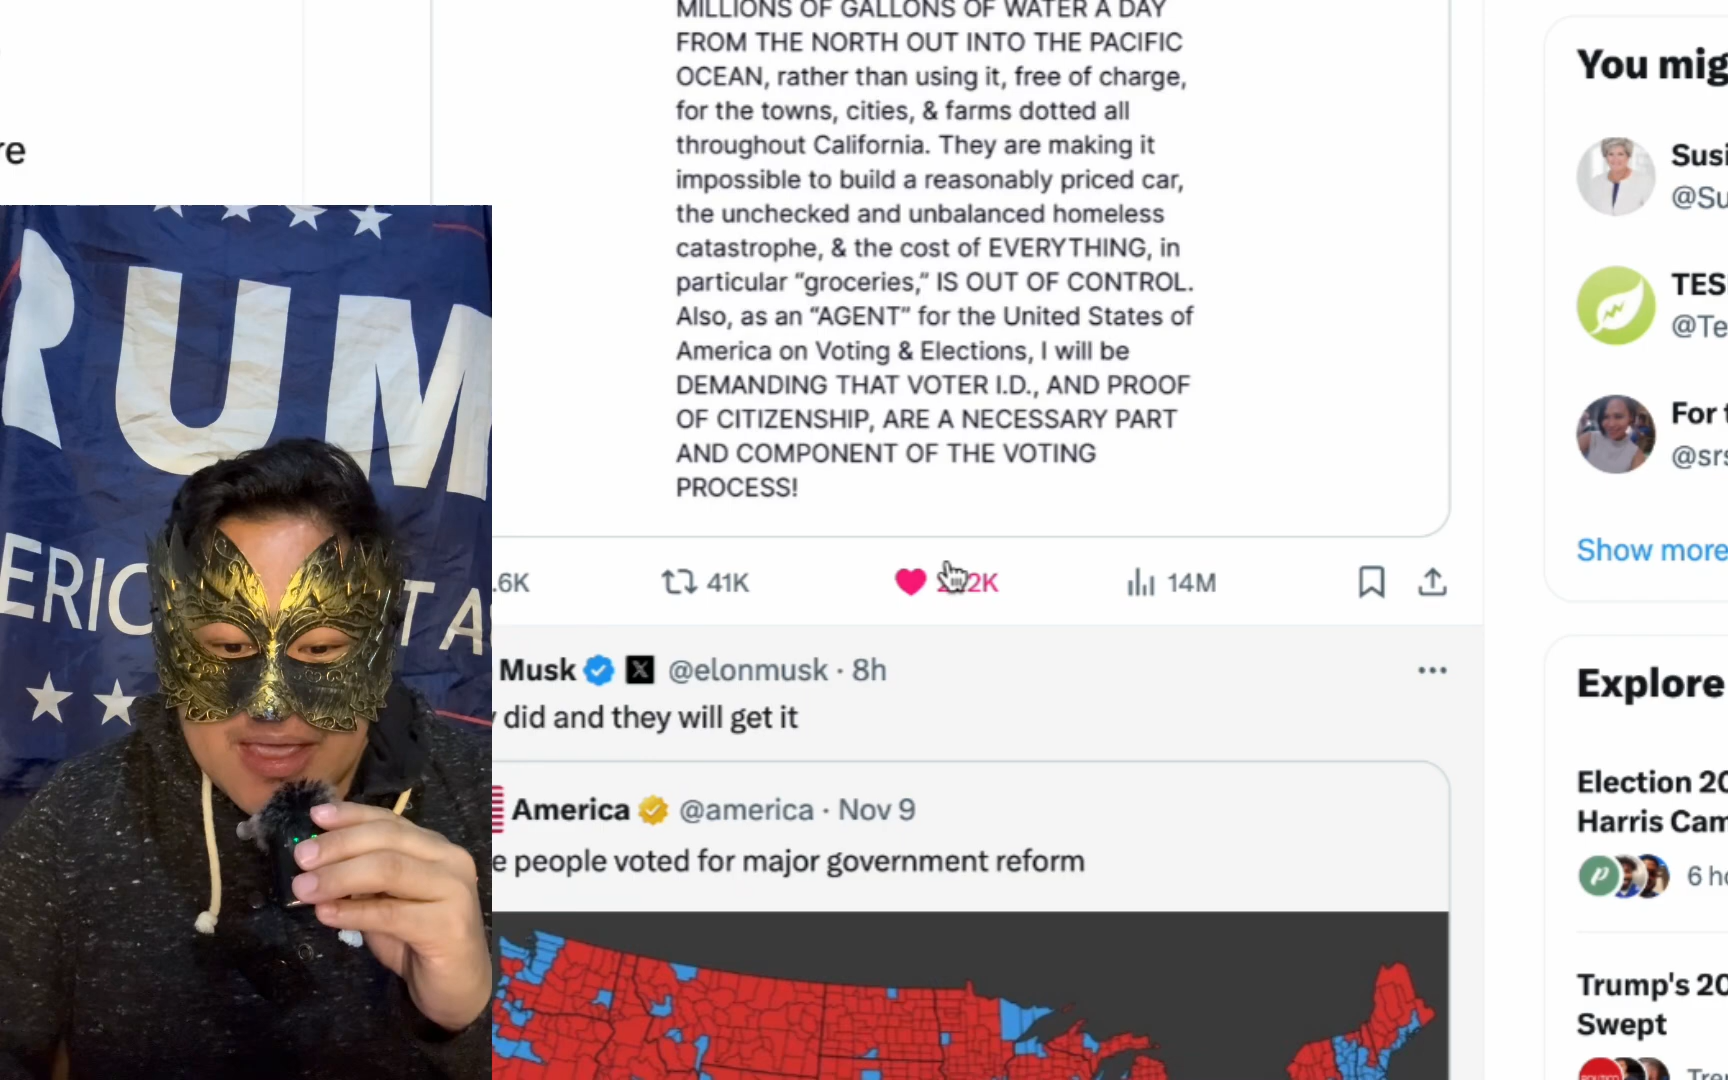 MILLIONS OF GALLONS OF WATER A DAY
FROM THE NORTH OUT INTO THE PACIFIC
OCEAN, rather than using it, free of charge,
for the towns, cities, & farms dotted all
throughout California. They are making it
impossible to build a reasonably priced car,
the unchecked and unbalanced homeless
catastrophe, & the cost of EVERYTHING, in
particular “groceries,” IS OUT OF CONTROL.
Also, as an “AGENT” for the United States of
America on Voting & Elections, I will be
DEMANDING THAT VOTER I.D., AND PROOF
OF CITIZENSHIP, ARE A NECESSARY PART
AND COMPONENT OF THE VOTING
PROCESS!
.6K 41K 2K 14M
Musk @elonmusk · 8h
did and they will get it
America @america · Nov 9
e people voted for major government reform
re
RUM
ERIC T A
You mig
Susi
@Su
TES
@Te
For t
@srs
Show more
Explore
Election 20
Harris Cam
6 ho
Trump's 20
Swept